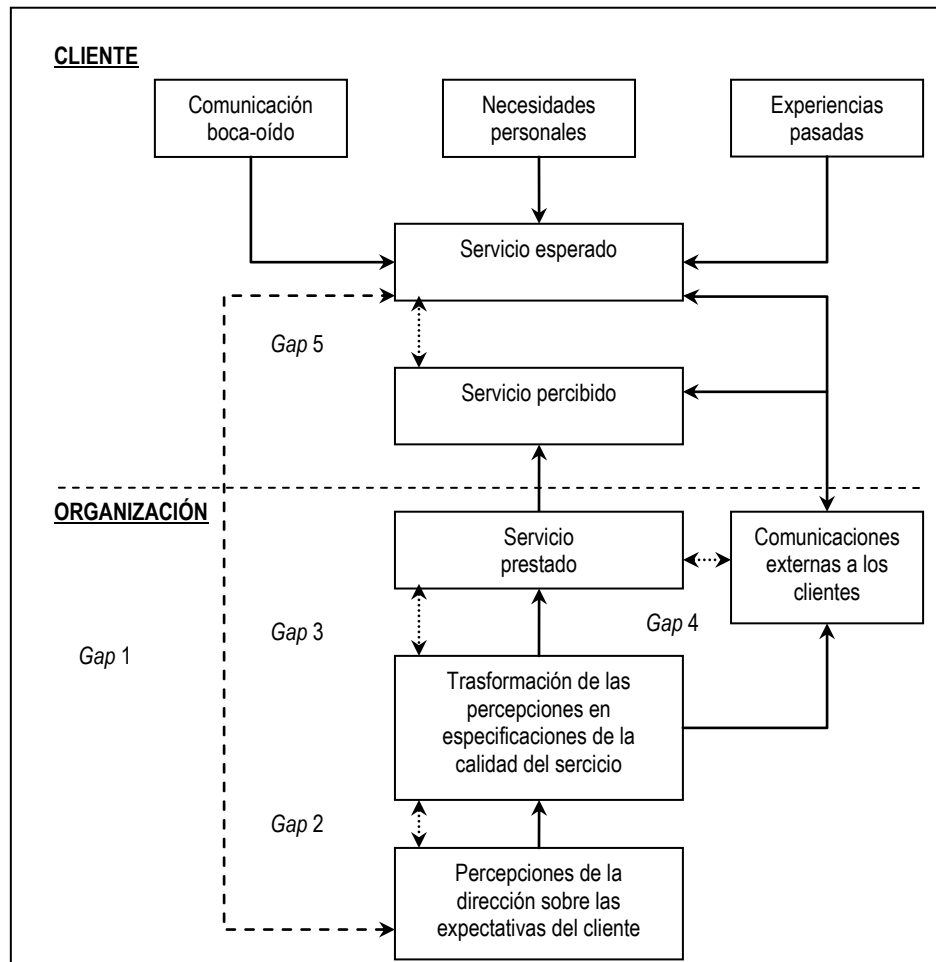 CLIENTE
Comunicación
boca-oído
Necesidades
personales
Experiencias
pasadas
Servicio esperado
Gap 5
Servicio percibido
ORGANIZACIÓN
Servicio
prestado
Comunicaciones
externas a los
clientes
Gap 3
Gap 4
Gap 1
Trasformación de las
percepciones en
especificaciones de la
calidad del sercicio
Gap 2
Percepciones de la
dirección sobre las
expectativas del cliente